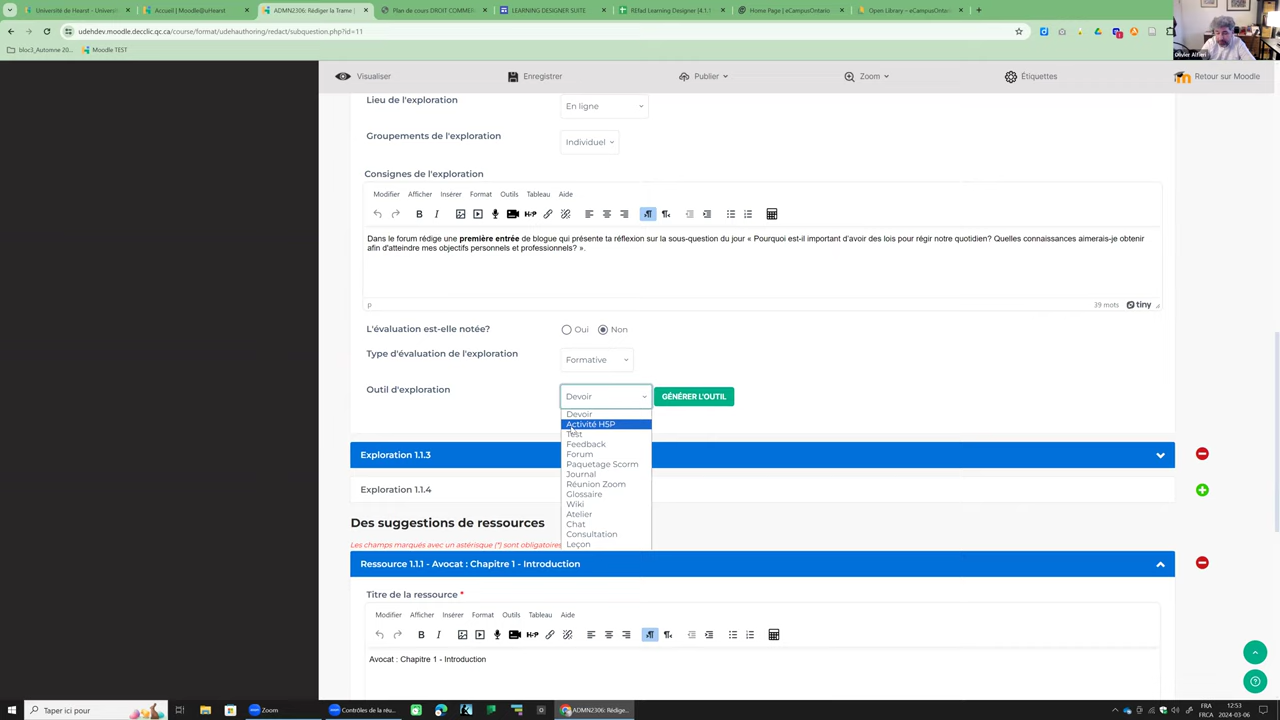 Université de Hearst - Univers
Accueil | Moodle@uHearst
ADMN2306: Rédiger la Trame |
Plan de cours DROIT COMMER
LEARNING DESIGNER SUITE
REFad Learning Designer [4.1.1
Home Page | eCampusOntario
Open Library – eCampusOntari
udehdev.moodle.decclic.qc.ca/course/format/udehauthoring/redact/subquestion.php?id=11
bloc3_Automne 20...
Moodle TEST
Olivier Alfieri
Visualiser
Enregistrer
Publier
Zoom
Étiquettes
Retour sur Moodle
Lieu de l'exploration
En ligne
Groupements de l'exploration
Individuel
Consignes de l'exploration
Modifier Afficher Insérer Format Outils Tableau Aide
Dans le forum rédige une première entrée de blogue qui présente ta réflexion sur la sous-question du jour « Pourquoi est-il important d'avoir des lois pour régir notre quotidien? Quelles connaissances aimerais-je obtenir
afin d'atteindre mes objectifs personnels et professionnels? ».
p
39 mots
tiny
L'évaluation est-elle notée?
Oui
Non
Type d'évaluation de l'exploration
Formative
Outil d'exploration
Devoir
GÉNÉRER L'OUTIL
Devoir
Activité H5P
Test
Feedback
Forum
Paquetage Scorm
Journal
Réunion Zoom
Glossaire
Wiki
Atelier
Chat
Consultation
Leçon
Exploration 1.1.3
Exploration 1.1.4
Des suggestions de ressources
Les champs marqués avec un astérisque (*) sont obligatoires
Ressource 1.1.1 - Avocat : Chapitre 1 - Introduction
Titre de la ressource *
Modifier Afficher Insérer Format Outils Tableau Aide
Avocat : Chapitre 1 - Introduction
Taper ici pour
Zoom
Contrôles de la réu...
ADMN2306: Rédige...
FRA
FRCA
12:53
2024-03-06